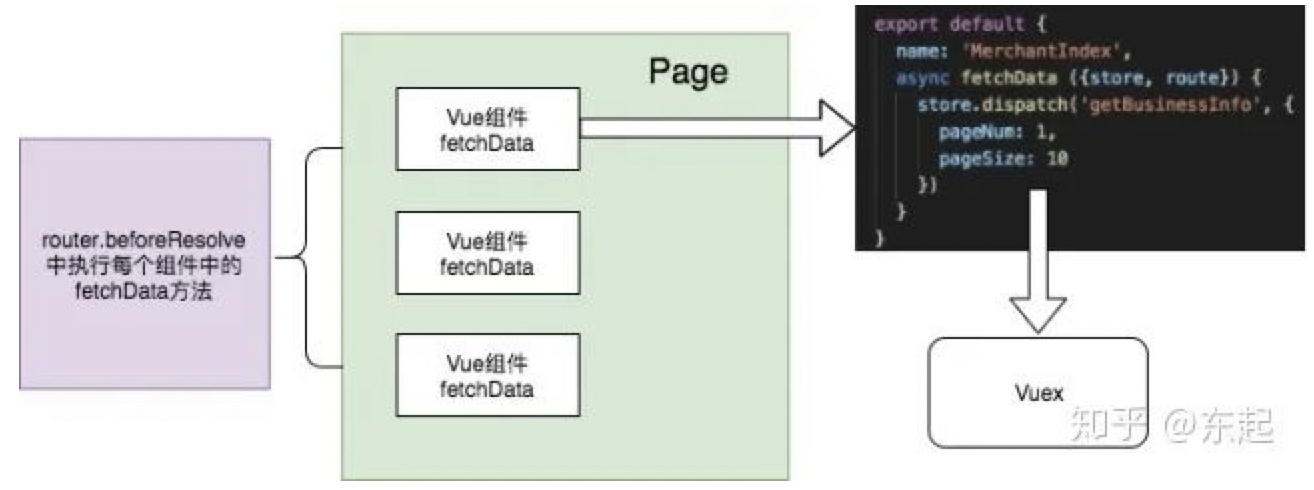 router.beforeResolve
中执行每个组件中的
fetchData方法
Page
Vue组件
fetchData
Vue组件
fetchData
Vue组件
fetchData
export default {
name: 'MerchantIndex',
async fetchData ({store, route}) {
store.dispatch('getBusinessInfo', {
pageNum: 1,
pageSize: 10
})
}
}
Vuex
知乎 @东起